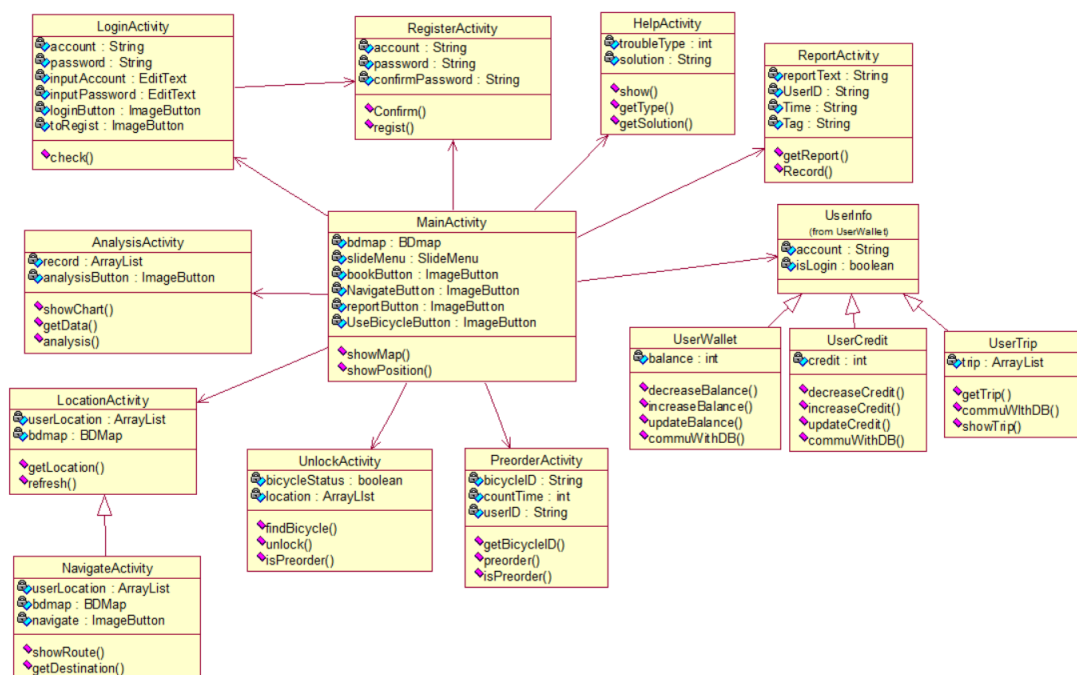 LoginActivity
account : String
password : String
inputAccount : EditText
inputPassword : EditText
loginButton : ImageButton
toRegist : ImageButton
check()
RegisterActivity
account : String
password : String
confirmPassword : String
Confirm()
regist()
HelpActivity
troubleType : int
solution : String
show()
getType()
getSolution()
ReportActivity
reportText : String
UserID : String
Time : String
Tag : String
getReport()
Record()
AnalysisActivity
record : ArrayList
analysisButton : ImageButton
showChart()
getData()
analysis()
MainActivity
bdmap : BDmap
slideMenu : SlideMenu
bookButton : ImageButton
NavigateButton : ImageButton
reportButton : ImageButton
UseBicycleButton : ImageButton
showMap()
showPosition()
UserInfo
(from UserWallet)
account : String
isLogin : boolean
UserWallet
balance : int
decreaseBalance()
increaseBalance()
updateBalance()
commuWithDB()
UserCredit
credit : int
decreaseCredit()
increaseCredit()
updateCredit()
commuWithDB()
UserTrip
trip : ArrayList
getTrip()
commuWIthDB()
showTrip()
LocationActivity
userLocation : ArrayList
bdmap : BDMap
getLocation()
refresh()
UnlockActivity
bicycleStatus : boolean
location : ArrayLIst
findBicycle()
unlock()
isPreorder()
PreorderActivity
bicycleID : String
countTime : int
userID : String
getBicycleID()
preorder()
isPreorder()
NavigateActivity
userLocation : ArrayList
bdmap : BDMap
navigate : ImageButton
showRoute()
getDestination()